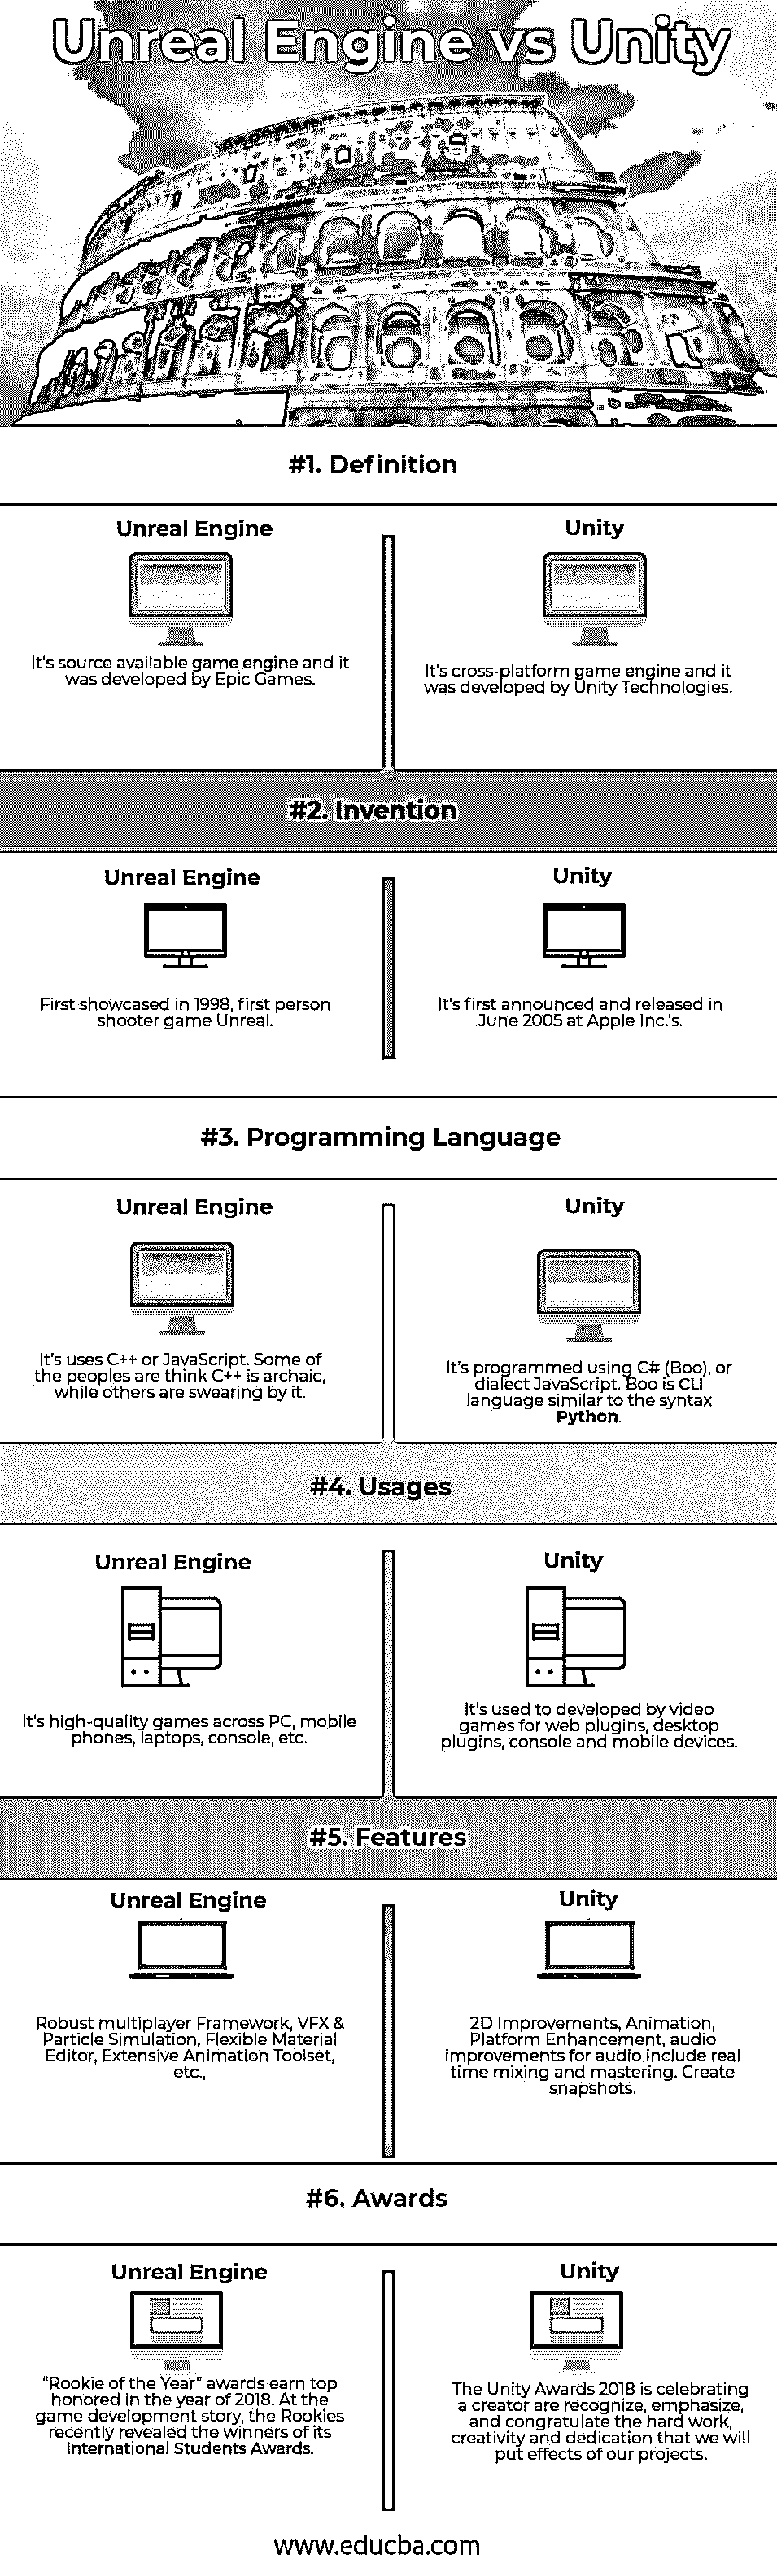 Unreal Engine vs Unity
#1. Definition
Unreal Engine
It's source available game engine and it
was developed by Epic Games.
Unity
It's cross-platform game engine and it
was developed by Unity Technologies.
#2. Invention
Unreal Engine
First showcased in 1998, first person
shooter game Unreal.
Unity
It's first announced and released in
June 2005 at Apple Inc.'s.
#3. Programming Language
Unreal Engine
It's uses C++ or JavaScript. Some of
the peoples are think C++ is archaic,
while others are swearing by it.
Unity
It's programmed using C# (Boo), or
dialect JavaScript. Boo is CLI
language similar to the syntax
Python.
#4. Usages
Unreal Engine
It's high-quality games across PC, mobile
phones, laptops, console, etc.
Unity
It's used to developed by video
games for web plugins, desktop
plugins, console and mobile devices.
#5. Features
Unreal Engine
Robust multiplayer Framework, VFX &
Particle Simulation, Flexible Material
Editor, Extensive Animation Toolset,
etc.,
Unity
2D Improvements, Animation,
Platform Enhancement, audio
improvements for audio include real
time mixing and mastering. Create
snapshots.
#6. Awards
Unreal Engine
"Rookie of the Year" awards earn top
honored in the year of 2018. At the
game development story, the Rookies
recently revealed the winners of its
International Students Awards.
Unity
The Unity Awards 2018 is celebrating
a creator are recognize, emphasize,
and congratulate the hard work,
creativity and dedication that we will
put effects of our projects.
www.educba.com